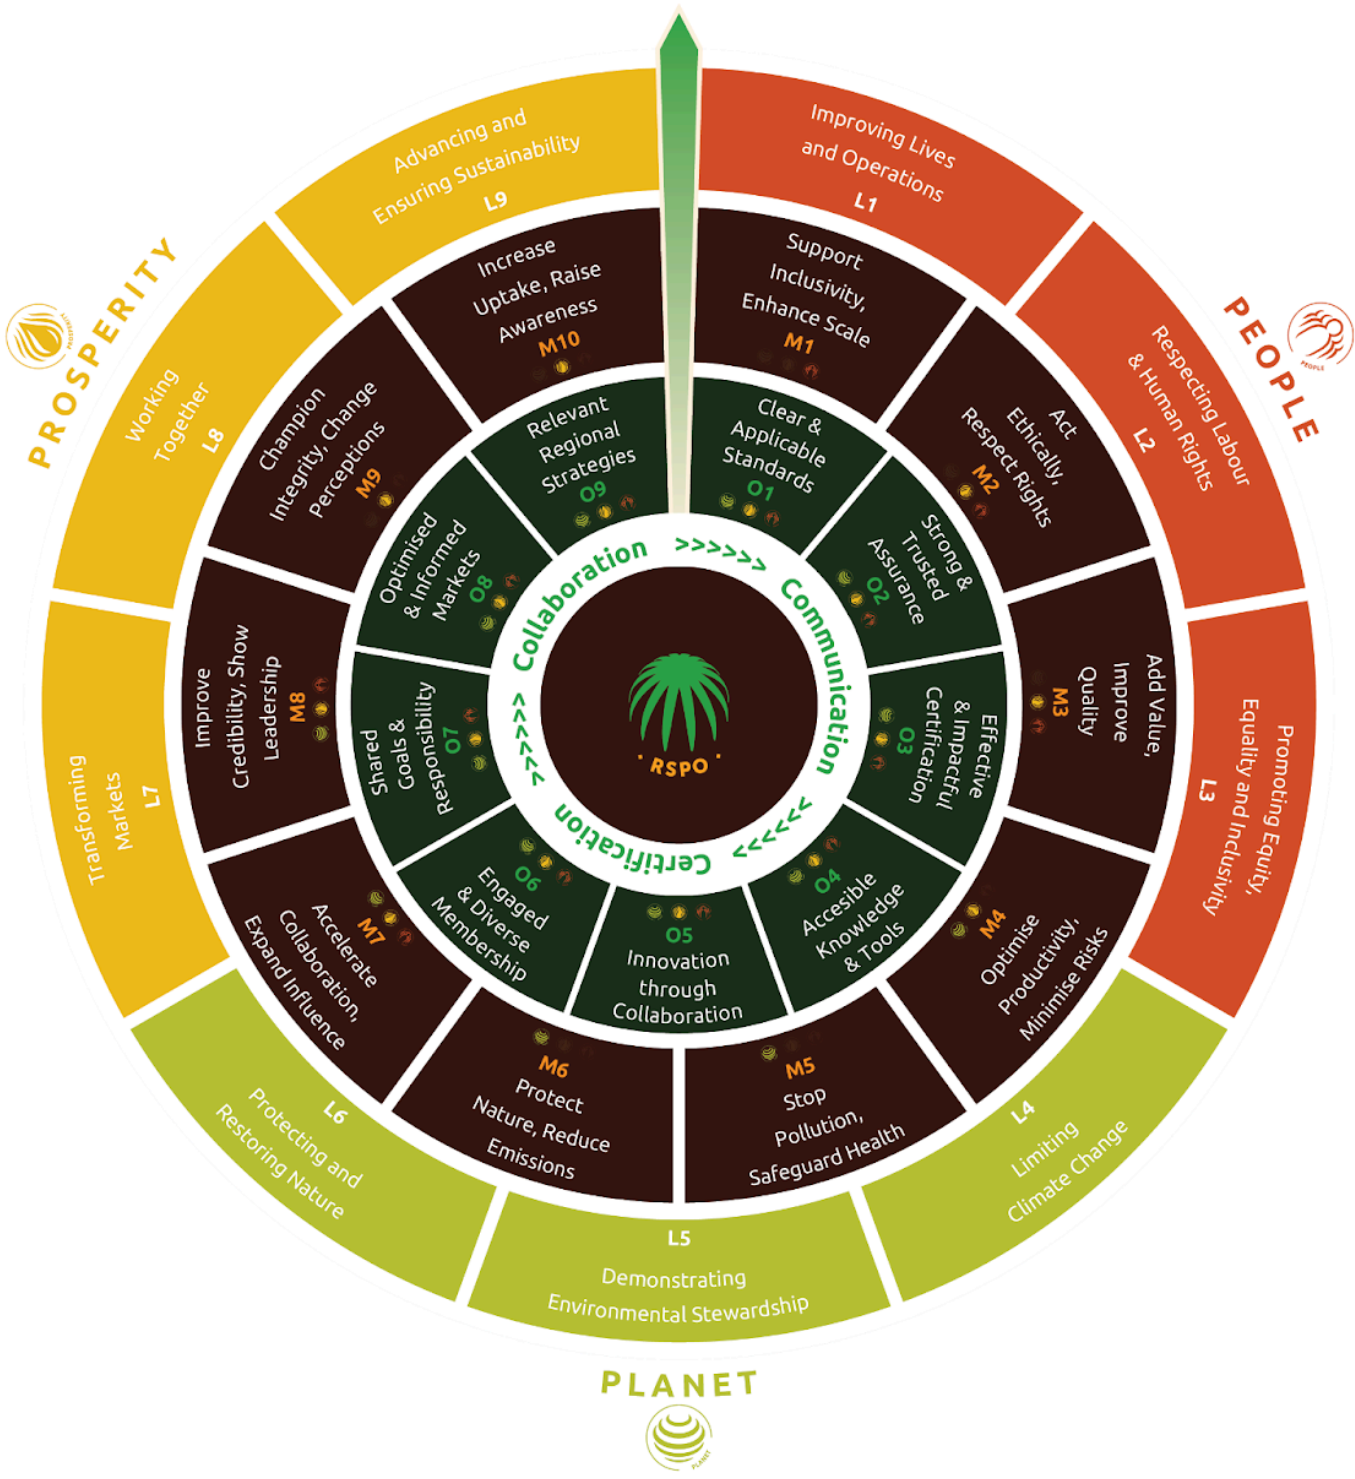 Improving Lives
and Operations
L1
Respecting Labour
& Human Rights
L2
Promoting Equity,
Equality and Inclusivity
L3
L4
Limiting
Climate Change
L5
Demonstrating
Environmental Stewardship
L6
Protecting and
Restoring Nature
Transforming
Markets
L7
Working
Together
L8
Advancing and
Ensuring Sustainability
L9
PEOPLE
PEOPLE
PLANET
PLANET
PROSPERITY
PROSPERITY
Support
Inclusivity,
Enhance Scale
M1
Act
Ethically,
Respect Rights
M2
Add Value,
Improve
Quality
M3
M4
Optimise
Productivity,
Minimise Risks
M5
Stop
Pollution,
Safeguard Health
M6
Protect
Nature, Reduce
Emissions
M7
Accelerate
Collaboration,
Expand Influence
Improve
Credibility, Show
Leadership
M8
Champion
Integrity, Change
Perceptions
M9
Increase
Uptake, Raise
Awareness
M10
Clear &
Applicable
Standards
O1
Strong &
Trusted
Assurance
O2
Effective
& Impactful
Certification
O3
O4
Accesible
Knowledge
& Tools
O5
Innovation
through
Collaboration
O6
Engaged
& Diverse
Membership
Shared
Goals &
Responsibility
O7
Optimised
& Informed
Markets
O8
Relevant
Regional
Strategies
O9
Collaboration >>>>>> Communication >>>>>> Certification >>>>>>
· RSPO ·